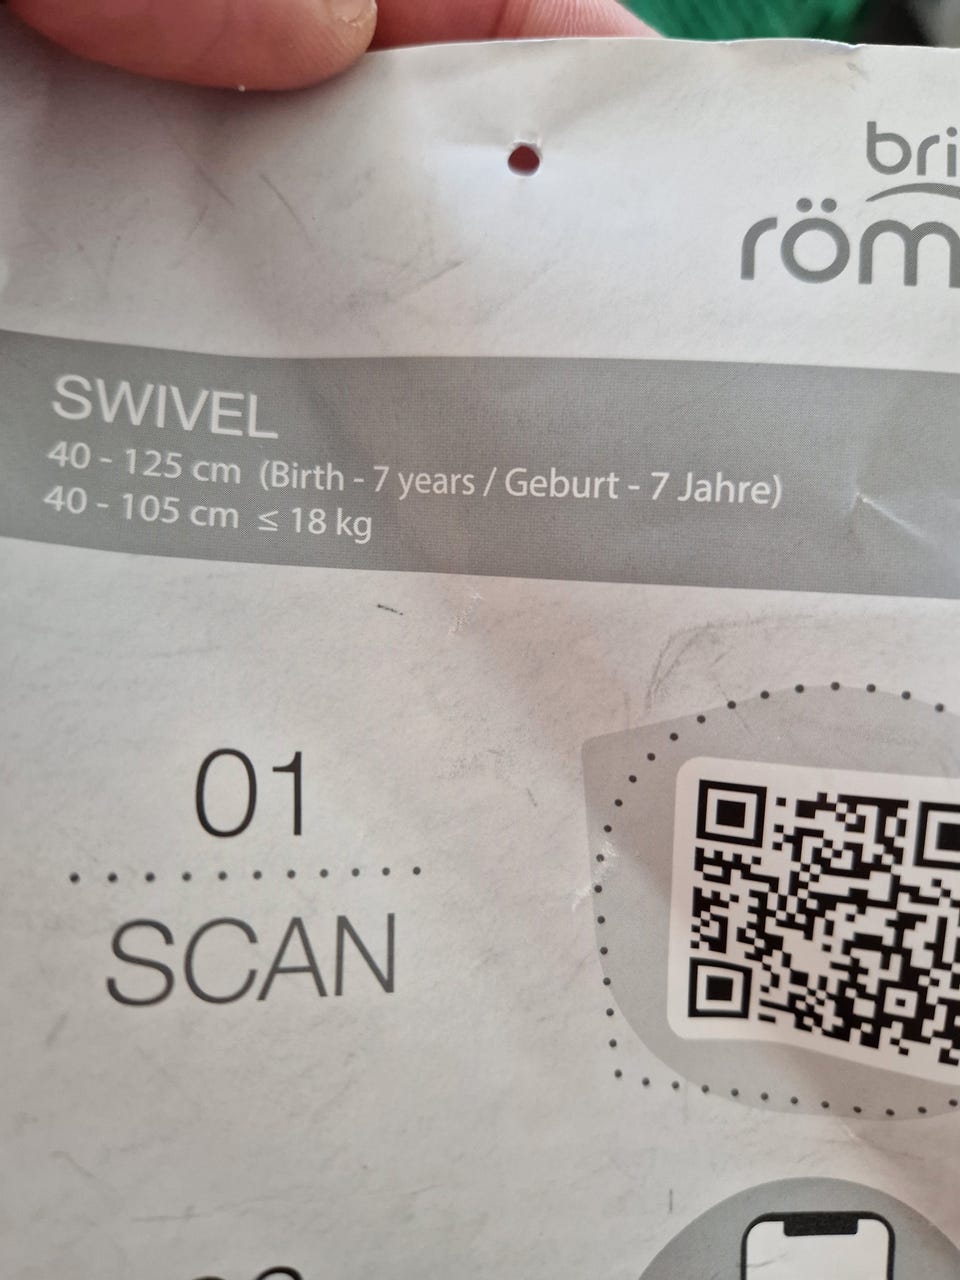 bri
röm
SWIVEL
40 - 125 cm (Birth - 7 years / Geburt - 7 Jahre)
40 - 105 cm ≤ 18 kg
01
SCAN